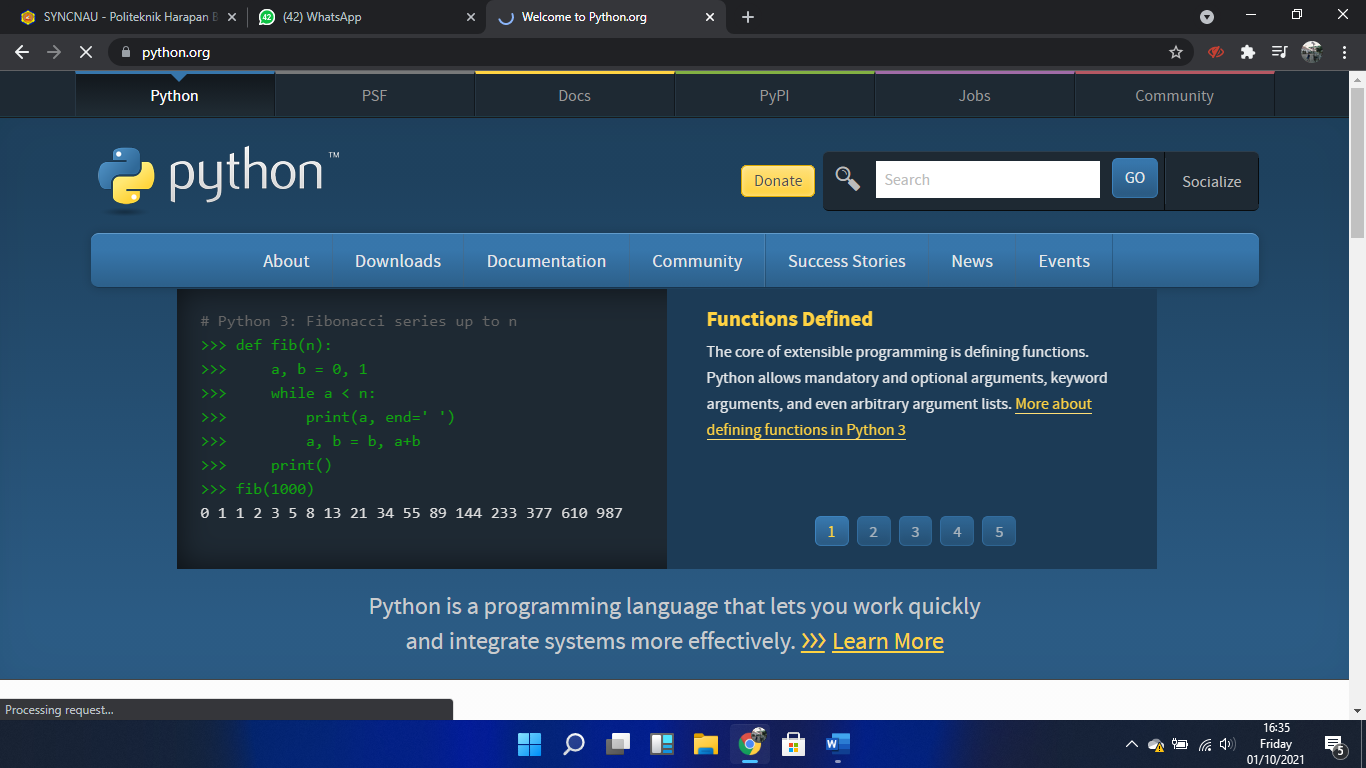 SYNCNAU - Politeknik Harapan B
(42) WhatsApp
Welcome to Python.org
python.org
Python
PSF
Docs
PyPI
Jobs
Community
python™
Donate
Search
GO
Socialize
About
Downloads
Documentation
Community
Success Stories
News
Events
# Python 3: Fibonacci series up to n
>>> def fib(n):
>>>     a, b = 0, 1
>>>     while a < n:
>>>         print(a, end=' ')
>>>         a, b = b, a+b
>>>     print()
>>> fib(1000)
0 1 1 2 3 5 8 13 21 34 55 89 144 233 377 610 987
Functions Defined
The core of extensible programming is defining functions.
Python allows mandatory and optional arguments, keyword
arguments, and even arbitrary argument lists. More about
defining functions in Python 3
1 2 3 4 5
Python is a programming language that lets you work quickly
and integrate systems more effectively. >>> Learn More
Processing request...
16:35
Friday
01/10/2021
5